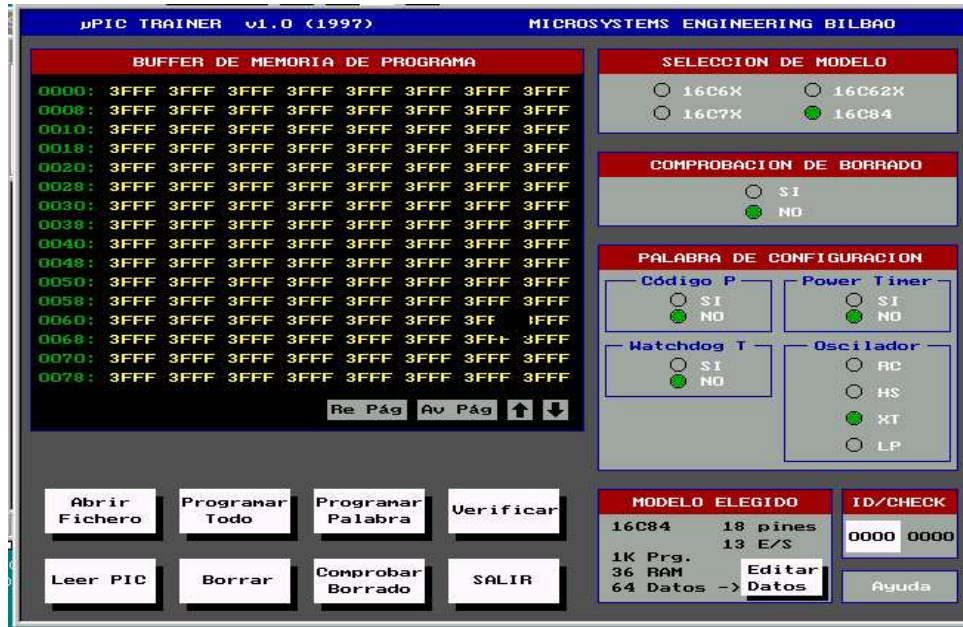 µPIC TRAINER v1.0 (1997) MICROSYSTEMS ENGINEERING BILBAO
BUFFER DE MEMORIA DE PROGRAMA
0000: 3FFF 3FFF 3FFF 3FFF 3FFF 3FFF 3FFF 3FFF
0008: 3FFF 3FFF 3FFF 3FFF 3FFF 3FFF 3FFF 3FFF
0010: 3FFF 3FFF 3FFF 3FFF 3FFF 3FFF 3FFF 3FFF
0018: 3FFF 3FFF 3FFF 3FFF 3FFF 3FFF 3FFF 3FFF
0020: 3FFF 3FFF 3FFF 3FFF 3FFF 3FFF 3FFF 3FFF
0028: 3FFF 3FFF 3FFF 3FFF 3FFF 3FFF 3FFF 3FFF
0030: 3FFF 3FFF 3FFF 3FFF 3FFF 3FFF 3FFF 3FFF
0038: 3FFF 3FFF 3FFF 3FFF 3FFF 3FFF 3FFF 3FFF
0040: 3FFF 3FFF 3FFF 3FFF 3FFF 3FFF 3FFF 3FFF
0048: 3FFF 3FFF 3FFF 3FFF 3FFF 3FFF 3FFF 3FFF
0050: 3FFF 3FFF 3FFF 3FFF 3FFF 3FFF 3FFF 3FFF
0058: 3FFF 3FFF 3FFF 3FFF 3FFF 3FFF 3FFF 3FFF
0060: 3FFF 3FFF 3FFF 3FFF 3FFF 3FFF
0068: 3FFF 3FFF 3FFF 3FFF 3FFF 3FFF
0070: 3FFF 3FFF 3FFF 3FFF 3FFF 3FFF 3FFF 3FFF
0078: 3FFF 3FFF 3FFF 3FFF 3FFF 3FFF 3FFF 3FFF
Re Pág Av Pág
Abrir Fichero
Programar Todo
Programar Palabra
Verificar
Leer PIC
Borrar
Comprobar Borrado
SALIR
SELECCION DE MODELO
16C6X 16C62X
16C7X 16C84
COMPROBACION DE BORRADO
SI
NO
PALABRA DE CONFIGURACION
Código P
SI
NO
Power Timer
SI
NO
Watchdog T
SI
NO
Oscilador
RC
HS
XT
LP
MODELO ELEGIDO
16C84 18 pines
13 E/S
1K Prg.
36 RAM
64 Datos ->
Editar
Datos
ID/CHECK
0000 0000
Ayuda